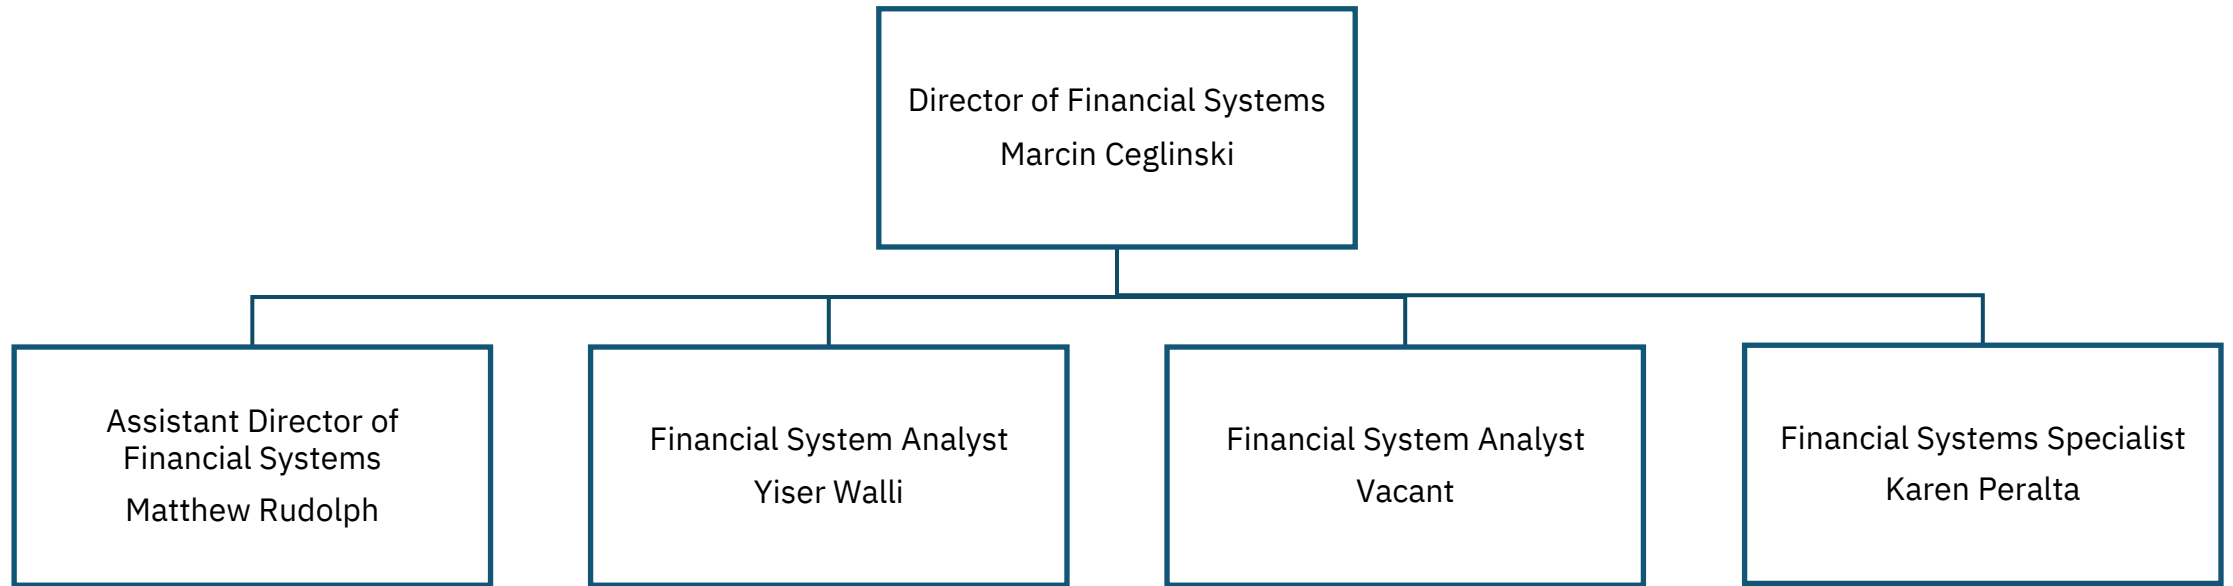 Director of Financial Systems
Marcin Ceglinski
Assistant Director of
Financial Systems
Matthew Rudolph
Financial System Analyst
Yiser Walli
Financial System Analyst
Vacant
Financial Systems Specialist
Karen Peralta